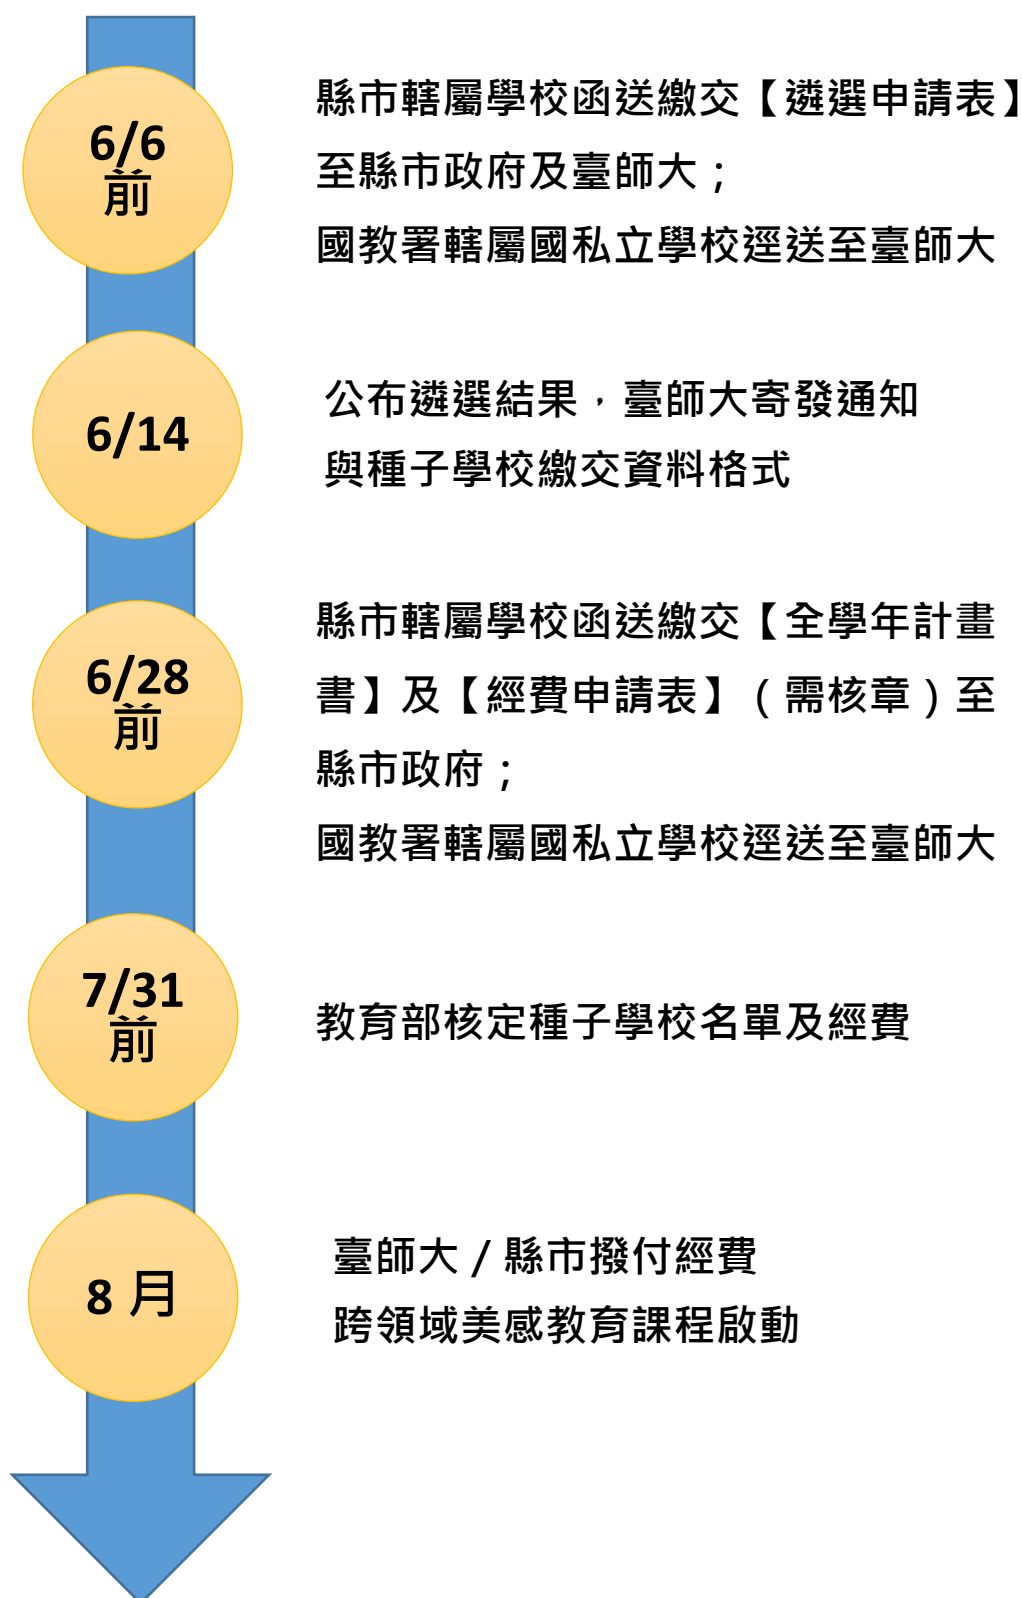 6/6
前
縣市轄屬學校函送繳交【遴選申請表】
至縣市政府及臺師大；
國教署轄屬國私立學校逕送至臺師大
6/14
公布遴選結果，臺師大寄發通知
與種子學校繳交資料格式
6/28
前
縣市轄屬學校函送繳交【全學年計畫
書】及【經費申請表】（需核章）至
縣市政府；
國教署轄屬國私立學校逕送至臺師大
7/31
前
教育部核定種子學校名單及經費
8 月
臺師大 / 縣市撥付經費
跨領域美感教育課程啟動